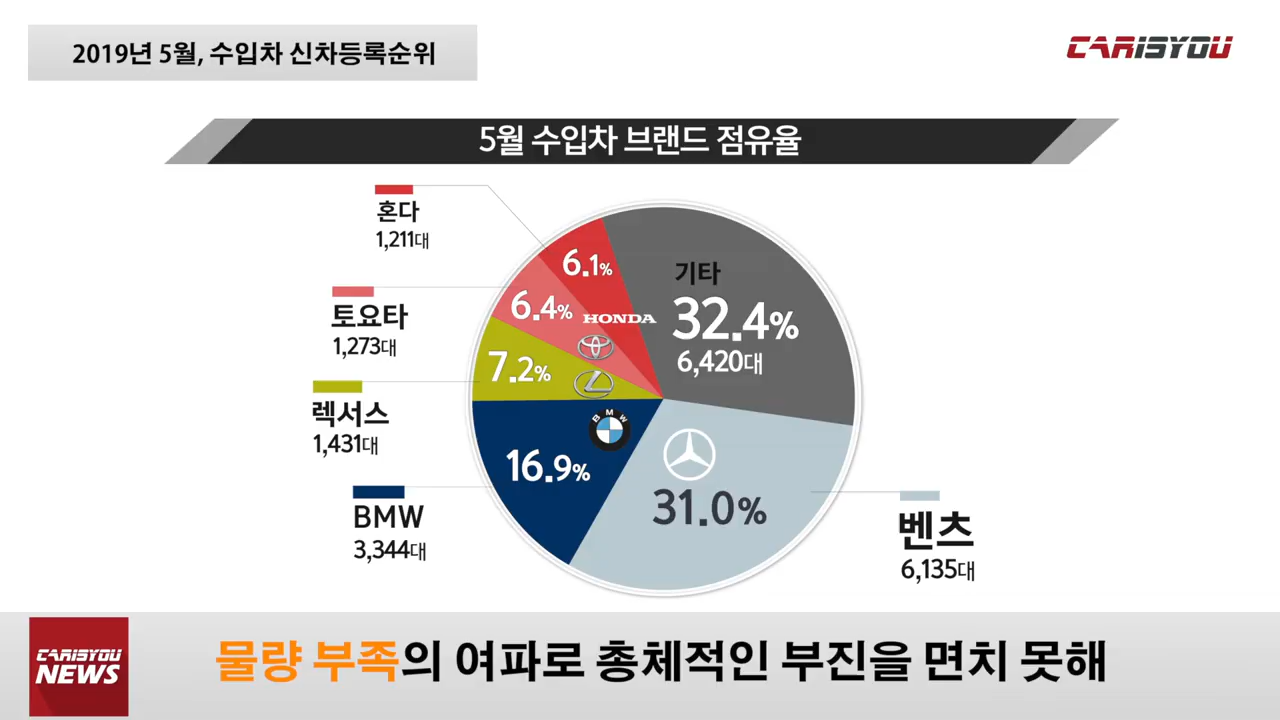 2019년 5월, 수입차 신차등록순위
CARISYOU
5월 수입차 브랜드 점유율
혼다
1,211대
6.1%
HONDA
토요타
1,273대
6.4%
렉서스
1,431대
7.2%
BMW
3,344대
BMW
16.9%
기타
32.4%
6,420대
31.0%
벤츠
6,135대
CARISYOU
NEWS
물량 부족의 여파로 총체적인 부진을 면치 못해